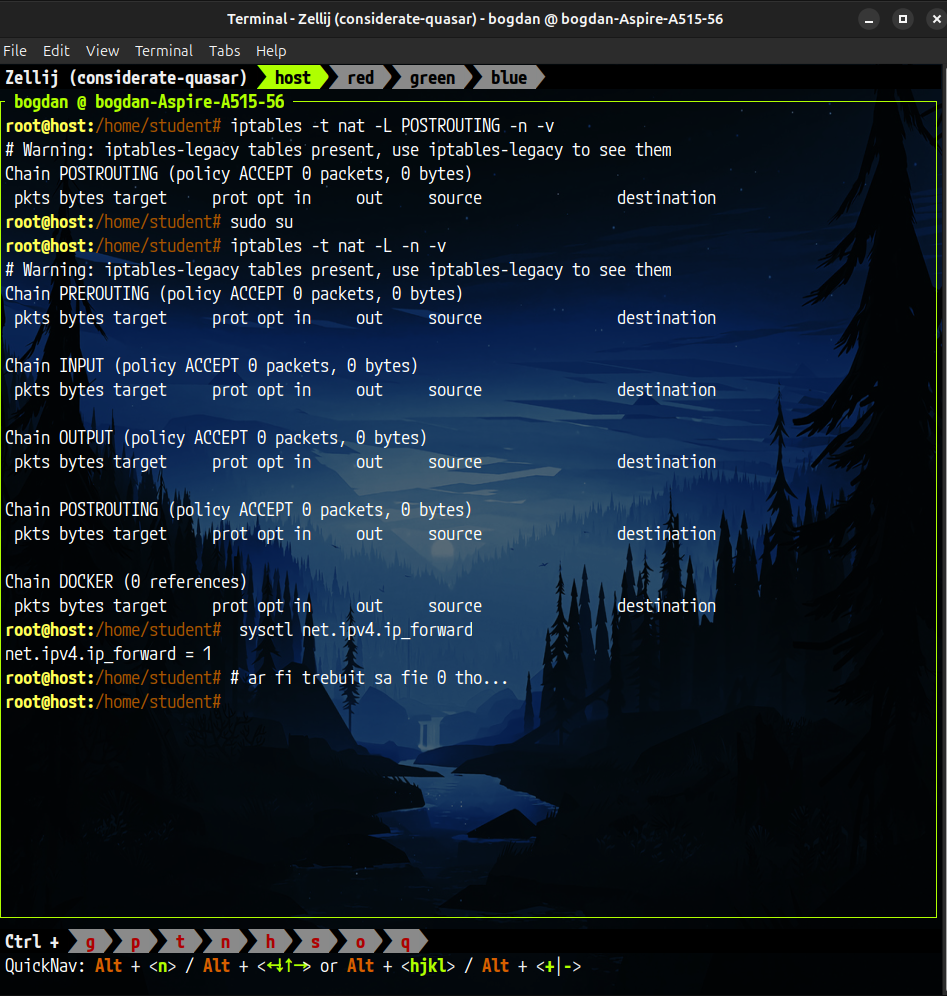 Terminal - Zellij (considerate-quasar) - bogdan @ bogdan-Aspire-A515-56
File Edit View Terminal Tabs Help
Zellij (considerate-quasar) host red green blue
bogdan @ bogdan-Aspire-A515-56
root@host:/home/student# iptables -t nat -L POSTROUTING -n -v
# Warning: iptables-legacy tables present, use iptables-legacy to see them
Chain POSTROUTING (policy ACCEPT 0 packets, 0 bytes)
 pkts bytes target     prot opt in     out     source               destination
root@host:/home/student# sudo su
root@host:/home/student# iptables -t nat -L -n -v
# Warning: iptables-legacy tables present, use iptables-legacy to see them
Chain PREROUTING (policy ACCEPT 0 packets, 0 bytes)
 pkts bytes target     prot opt in     out     source               destination
Chain INPUT (policy ACCEPT 0 packets, 0 bytes)
 pkts bytes target     prot opt in     out     source               destination
Chain OUTPUT (policy ACCEPT 0 packets, 0 bytes)
 pkts bytes target     prot opt in     out     source               destination
Chain POSTROUTING (policy ACCEPT 0 packets, 0 bytes)
 pkts bytes target     prot opt in     out     source               destination
Chain DOCKER (0 references)
 pkts bytes target     prot opt in     out     source               destination
root@host:/home/student#  sysctl net.ipv4.ip_forward
net.ipv4.ip_forward = 1
root@host:/home/student# # ar fi trebuit sa fie 0 tho...
root@host:/home/student#
Ctrl + g p t n h s o q
QuickNav: Alt + <n> / Alt + <←↓↑→> or Alt + <hjkl> / Alt + <+|->